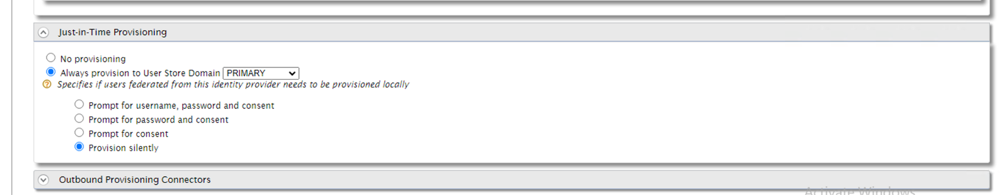 Just-in-Time Provisioning
No provisioning
Always provision to User Store Domain PRIMARY
? Specifies if users federated from this identity provider needs to be provisioned locally
Prompt for username, password and consent
Prompt for password and consent
Prompt for consent
Provision silently
Outbound Provisioning Connectors
Activate Windows